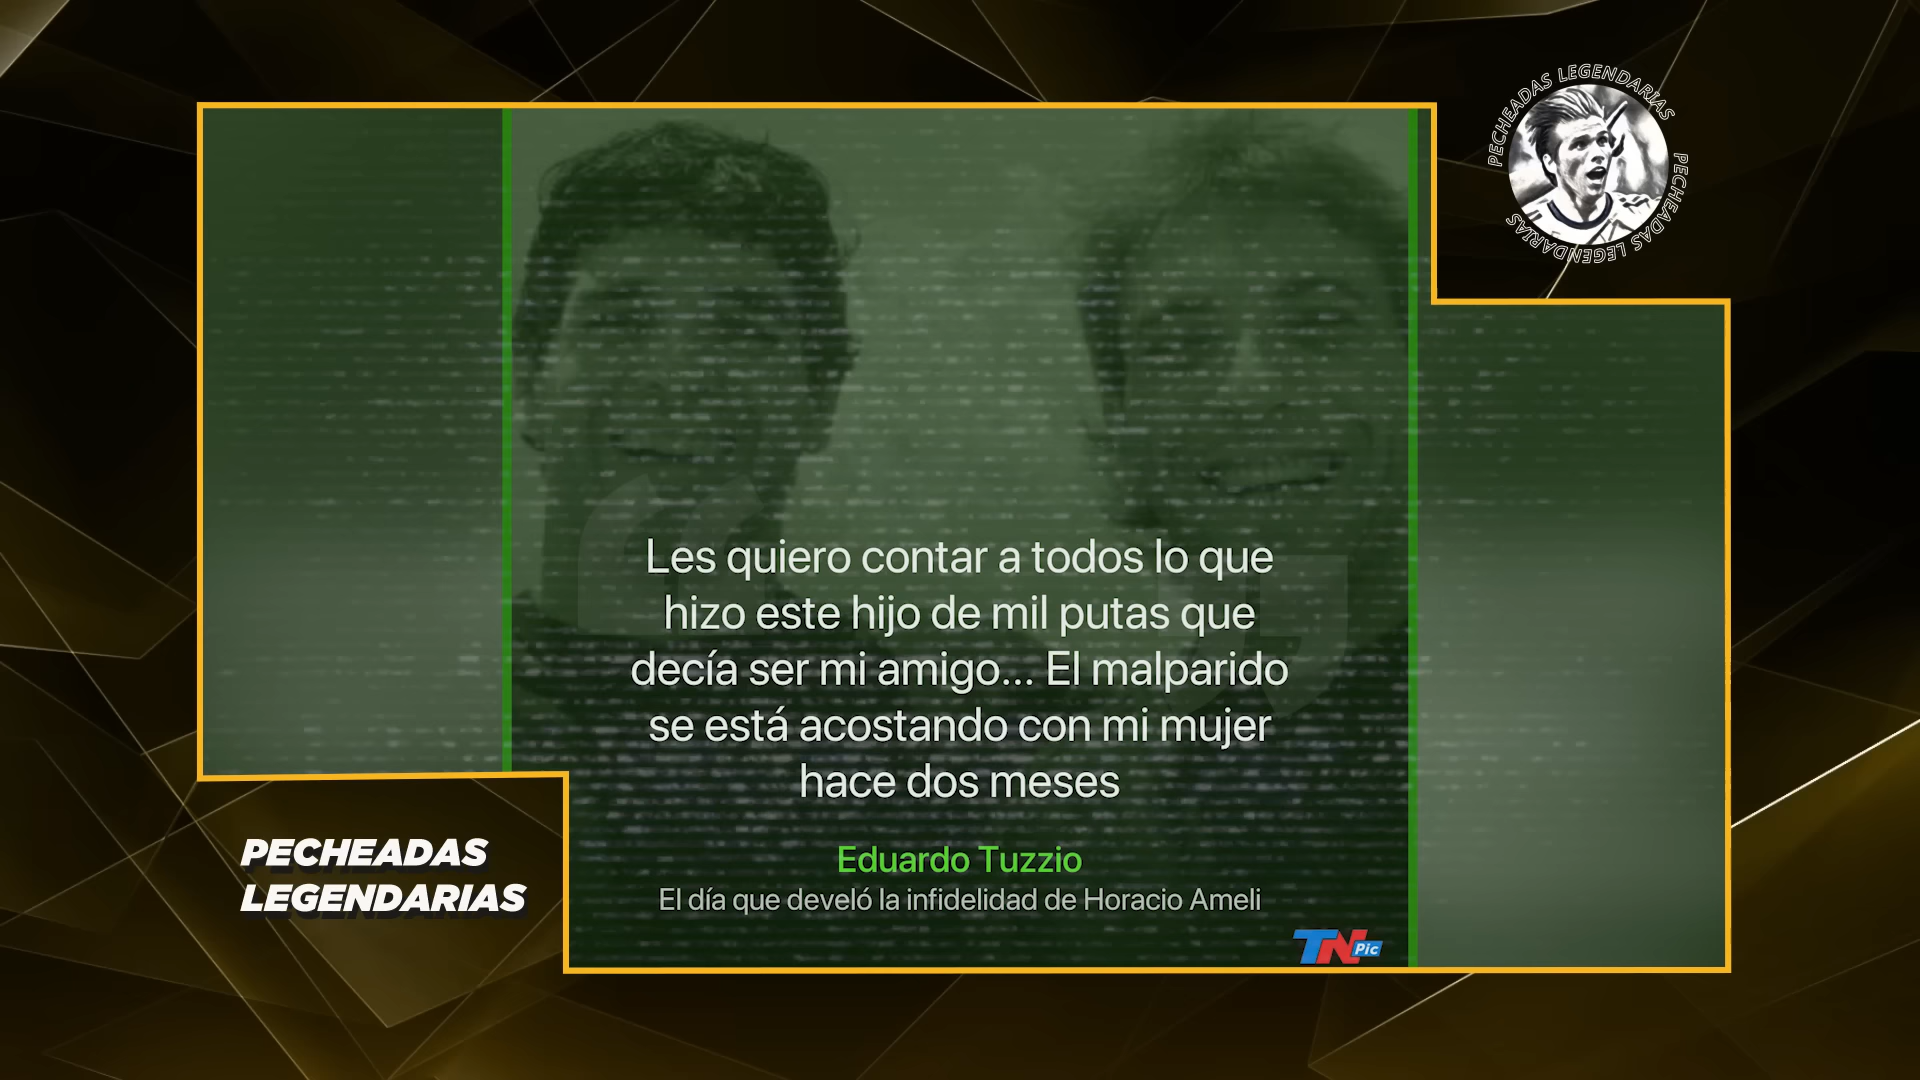 PECHEADAS LEGENDARIAS
PECHEADAS LEGENDARIAS
Les quiero contar a todos lo que
hizo este hijo de mil putas que
decía ser mi amigo... El malparido
se está acostando con mi mujer
hace dos meses
Eduardo Tuzzio
El día que develó la infidelidad de Horacio Ameli
TN Pic
PECHEADAS
LEGENDARIAS